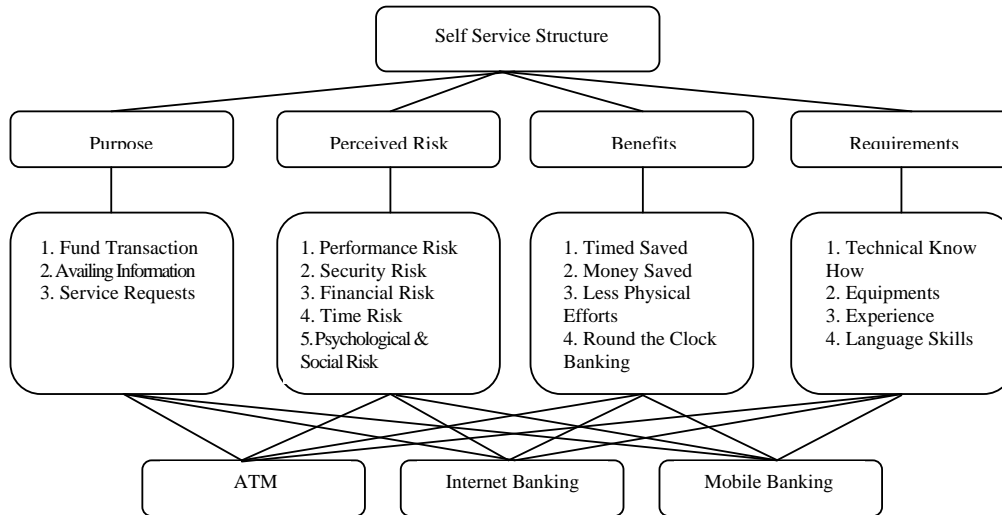 Self Service Structure
Purpose
Perceived Risk
Benefits
Requirements
1. Fund Transaction
2. Availing Information
3. Service Requests
1. Performance Risk
2. Security Risk
3. Financial Risk
4. Time Risk
5. Psychological &
Social Risk
1. Timed Saved
2. Money Saved
3. Less Physical
Efforts
4. Round the Clock
Banking
1. Technical Know
How
2. Equipments
3. Experience
4. Language Skills
ATM
Internet Banking
Mobile Banking